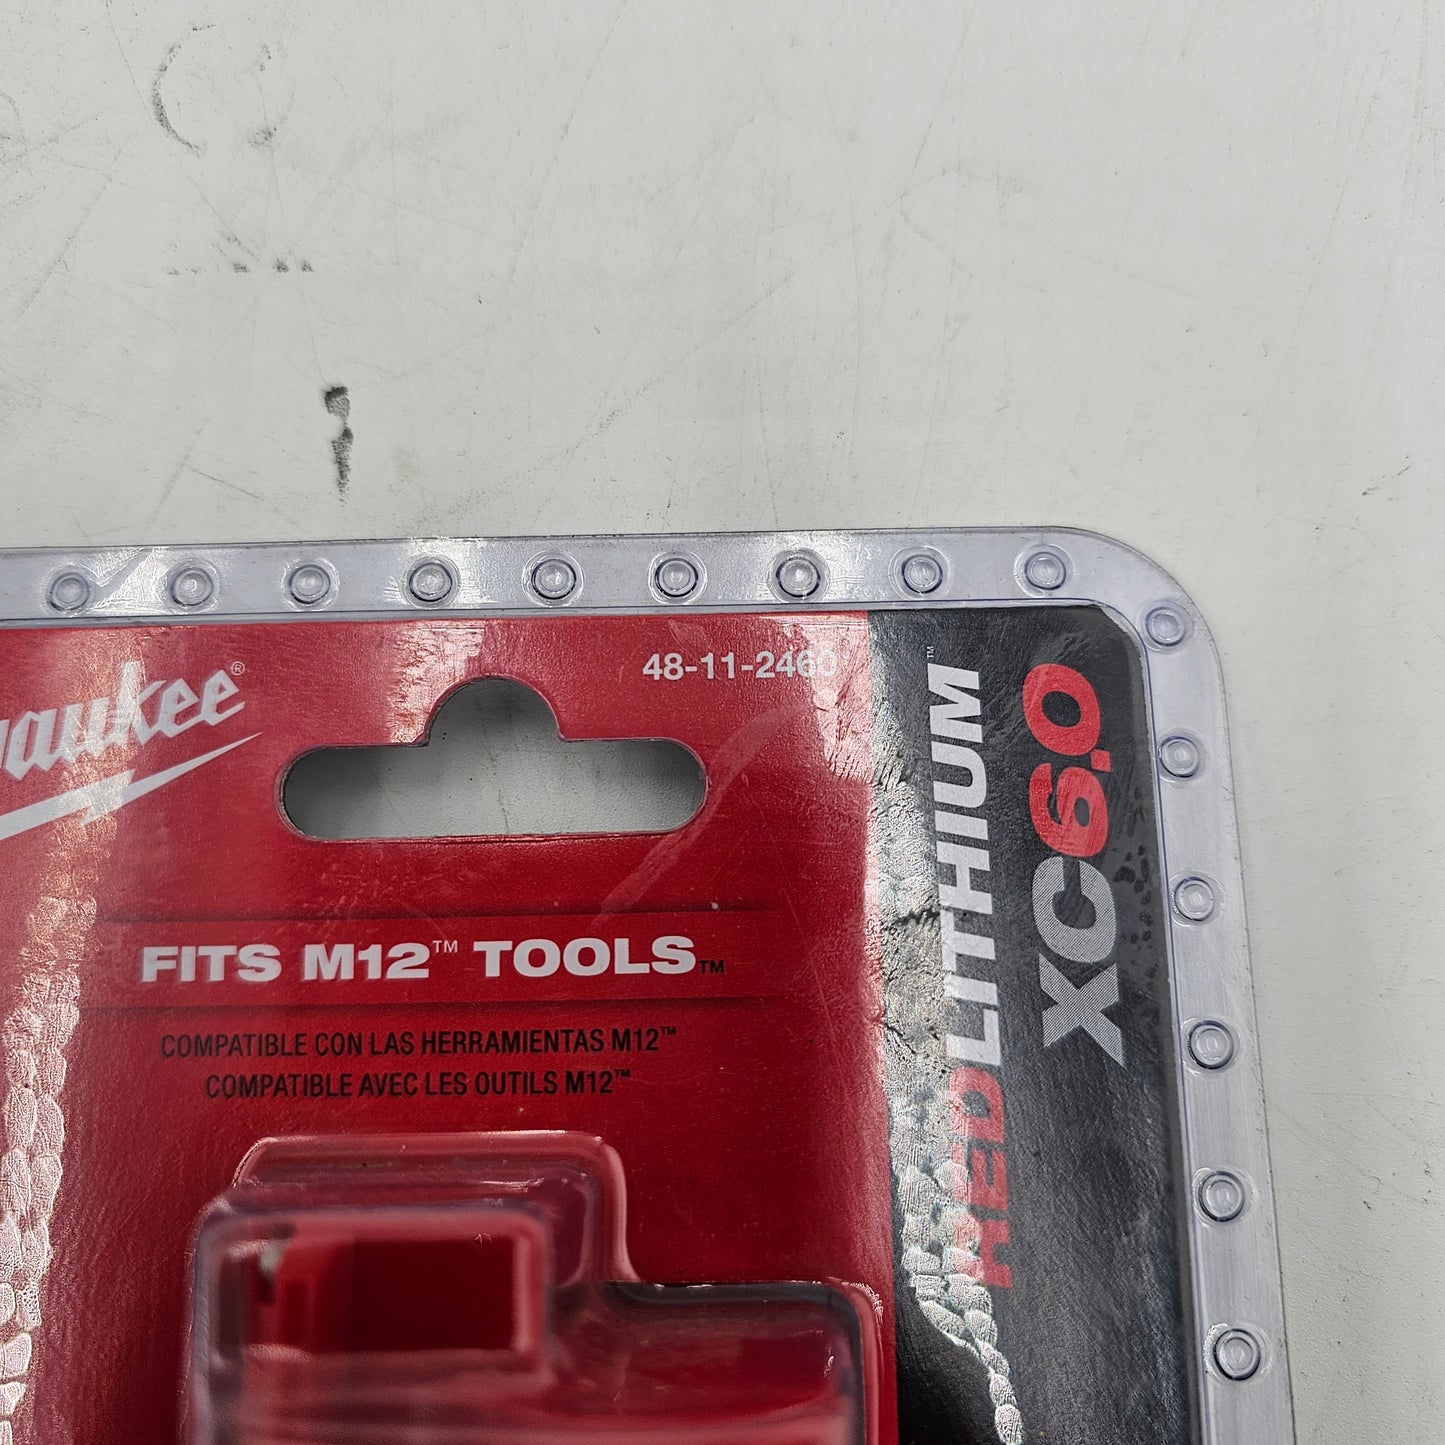 waukee®
48-11-2460
FITS M12™ TOOLS™
COMPATIBLE CON LAS HERRAMIENTAS M12™
COMPATIBLE AVEC LES OUTILS M12™
REDLITHIUM™
XC6.0